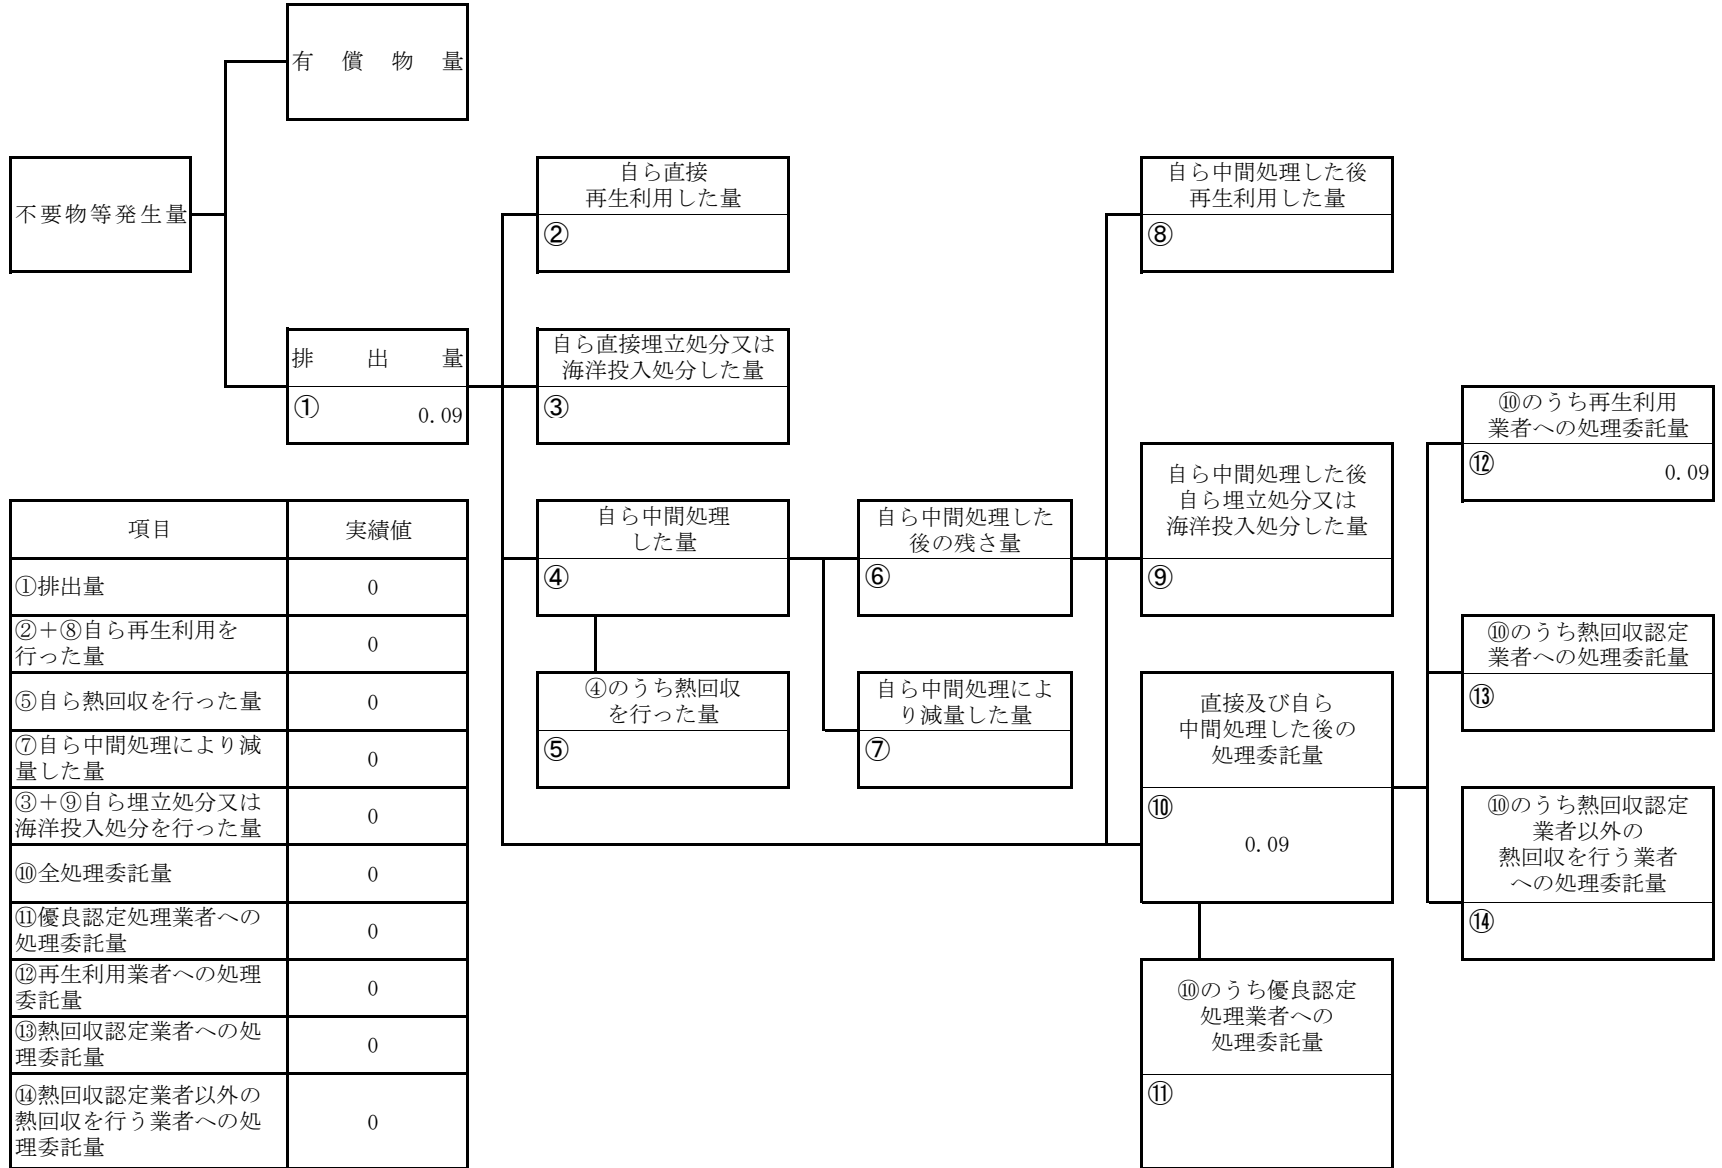 有償物量
不要物等発生量
排出量
① 0.09
自ら直接
再生利用した量
②
自ら直接埋立処分又は
海洋投入処分した量
③
自ら中間処理
した量
④
④のうち熱回収
を行った量
⑤
自ら中間処理した
後の残さ量
⑥
自ら中間処理によ
り減量した量
⑦
自ら中間処理した後
再生利用した量
⑧
自ら中間処理した後
自ら埋立処分又は
海洋投入処分した量
⑨
直接及び自ら
中間処理した後の
処理委託量
⑩
0.09
⑩のうち優良認定
処理業者への
処理委託量
⑪
⑩のうち再生利用
業者への処理委託量
⑫ 0.09
⑩のうち熱回収認定
業者への処理委託量
⑬
⑩のうち熱回収認定
業者以外の
熱回収を行う業者
への処理委託量
⑭
項目 実績値
①排出量 0
②+⑧自ら再生利用を
行った量 0
⑤自ら熱回収を行った量 0
⑦自ら中間処理により減
量した量 0
③+⑨自ら埋立処分又は
海洋投入処分を行った量 0
⑩全処理委託量 0
⑪優良認定処理業者への
処理委託量 0
⑫再生利用業者への処理
委託量 0
⑬熱回収認定業者への処
理委託量 0
⑭熱回収認定業者以外の
熱回収を行う業者への処 0
理委託量